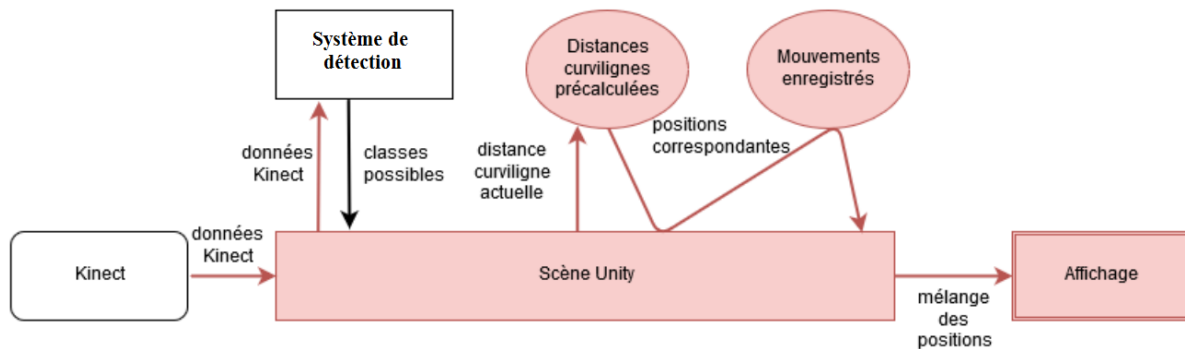 Système de
détection
Distances
curvilignes
précalculées
Mouvements
enregistrés
données
Kinect
classes
possibles
distance
curviligne
actuelle
positions
correspondantes
données
Kinect
Kinect
Scène Unity
Affichage
mélange
des
positions